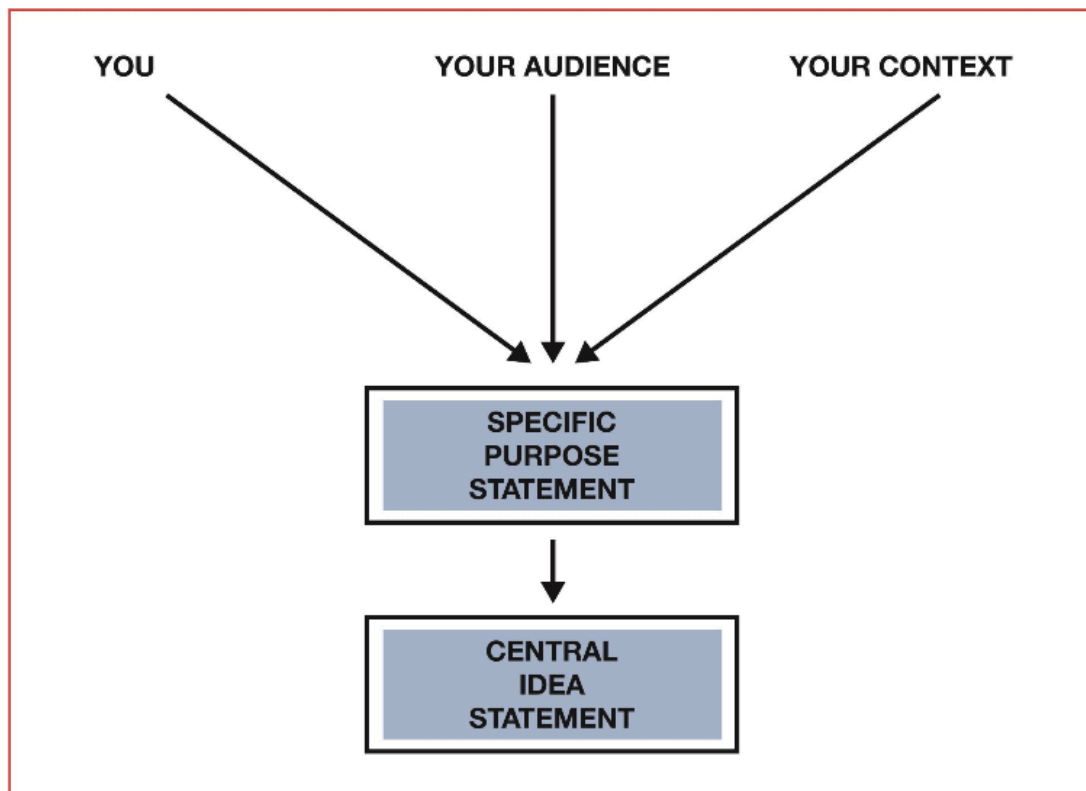 YOU
YOUR AUDIENCE
YOUR CONTEXT
SPECIFIC
PURPOSE
STATEMENT
CENTRAL
IDEA
STATEMENT